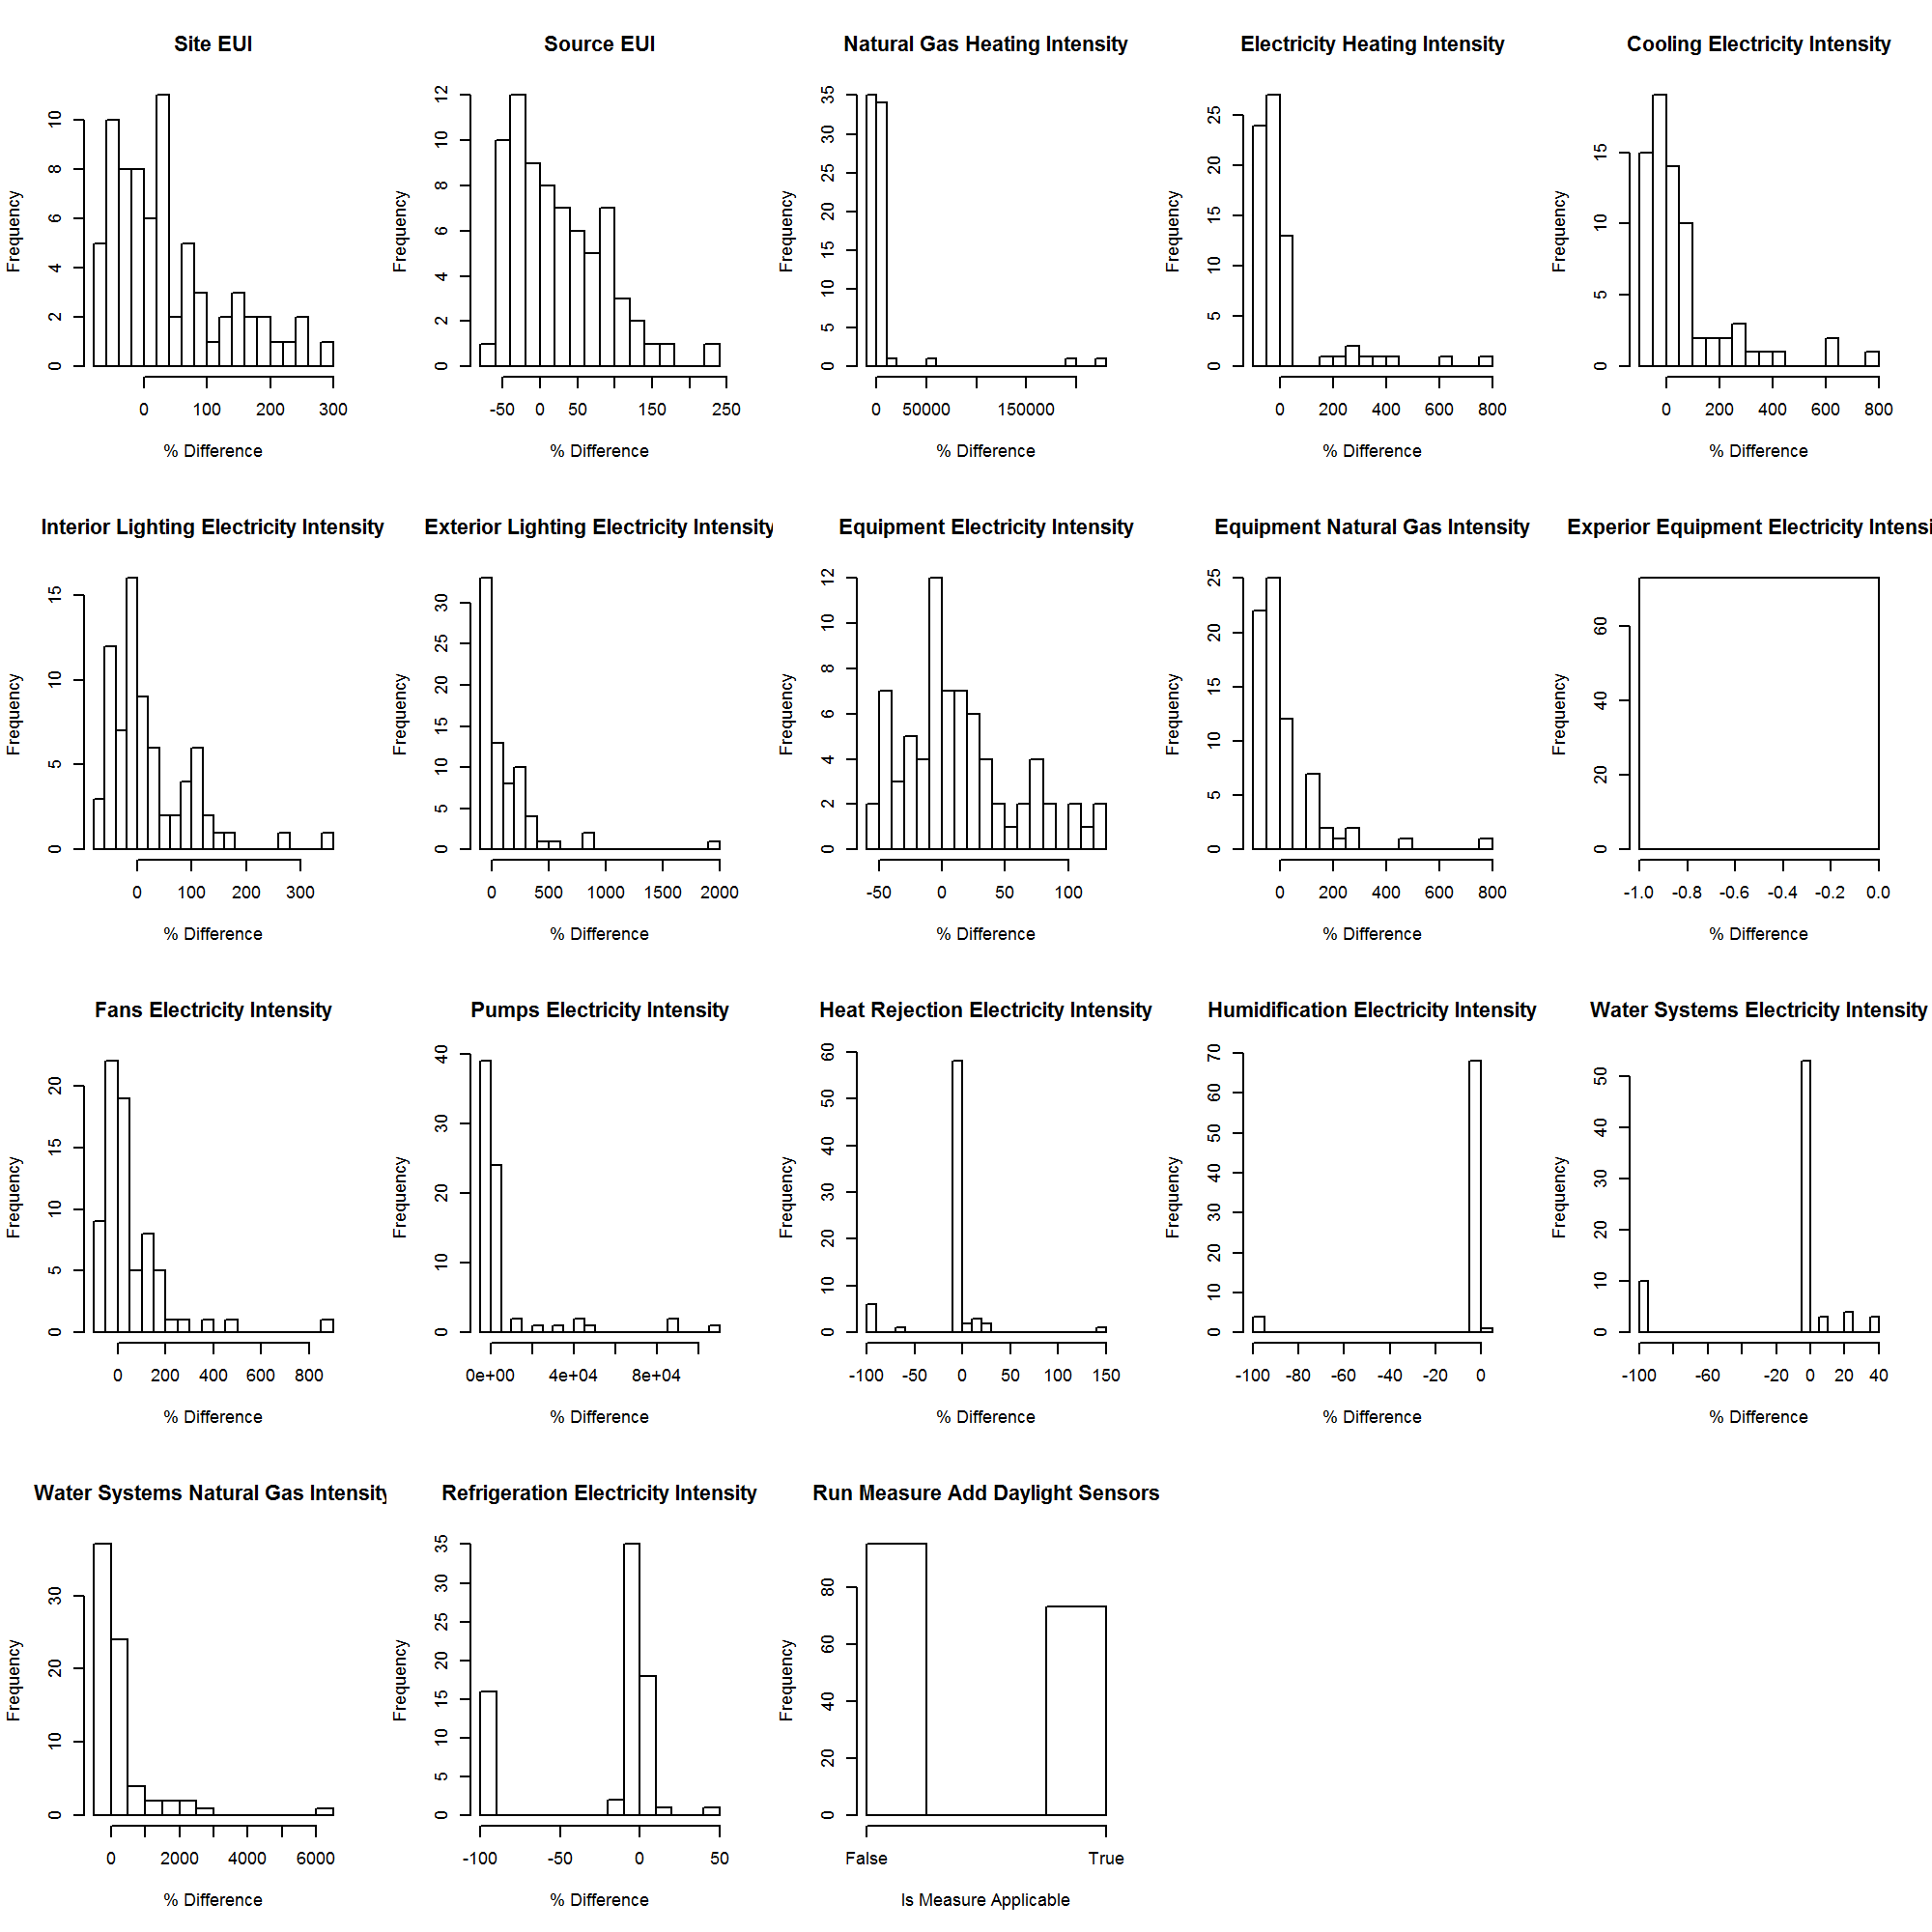 Site EUI
Frequency
0 2 4 6 8 10
0 100 200 300
% Difference
Source EUI
Frequency
0 2 4 6 8 10 12
-50 0 50 150 250
% Difference
Natural Gas Heating Intensity
Frequency
0 5 10 15 20 25 30 35
0 50000 150000
% Difference
Electricity Heating Intensity
Frequency
0 5 10 15 20 25
0 200 400 600 800
% Difference
Cooling Electricity Intensity
Frequency
0 5 10 15
0 200 400 600 800
% Difference
Interior Lighting Electricity Intensity
Frequency
0 5 10 15
0 100 200 300
% Difference
Exterior Lighting Electricity Intensity
Frequency
0 5 10 15 20 25 30
0 500 1000 1500 2000
% Difference
Equipment Electricity Intensity
Frequency
0 2 4 6 8 10 12
-50 0 50 100
% Difference
Equipment Natural Gas Intensity
Frequency
0 5 10 15 20 25
0 200 400 600 800
% Difference
Experior Equipment Electricity Intensi
Frequency
0 20 40 60
-1.0 -0.8 -0.6 -0.4 -0.2 0.0
% Difference
Fans Electricity Intensity
Frequency
0 5 10 15 20
0 200 400 600 800
% Difference
Pumps Electricity Intensity
Frequency
0 10 20 30 40
0e+00 4e+04 8e+04
% Difference
Heat Rejection Electricity Intensity
Frequency
0 10 20 30 40 50 60
-100 -50 0 50 100 150
% Difference
Humidification Electricity Intensity
Frequency
0 10 20 30 40 50 60 70
-100 -80 -60 -40 -20 0
% Difference
Water Systems Electricity Intensity
Frequency
0 10 20 30 40 50
-100 -60 -20 0 20 40
% Difference
Water Systems Natural Gas Intensity
Frequency
0 10 20 30
0 2000 4000 6000
% Difference
Refrigeration Electricity Intensity
Frequency
0 5 10 15 20 25 30 35
-100 -50 0 50
% Difference
Run Measure Add Daylight Sensors
Frequency
0 20 40 60 80
False True
Is Measure Applicable